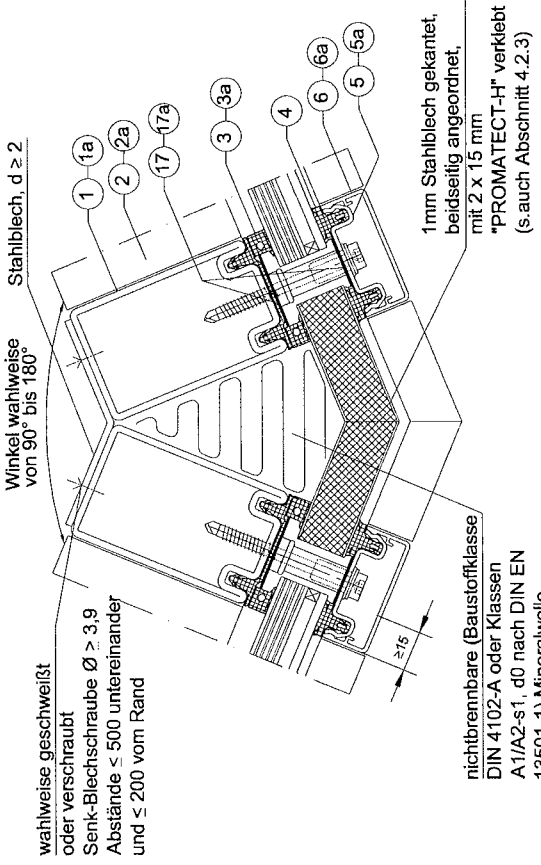 wahlweise geschweißt
oder verschraubt
Senk-Blechschraube Ø ≥ 3,9
Abstände ≤ 500 untereinander
und ≤ 200 vom Rand
Winkel wahlweise
von 90° bis 180°
Stahlblech, d ≥ 2
1 1a
2 2a
17 17a
3 3a
4
6 6a
5 5a
1mm Stahlblech gekantet,
beidseitig angeordnet,
mit 2 x 15 mm
"PROMATECT-H" verklebt
(s.auch Abschnitt 4.2.3)
≥15
nichtbrennbare (Baustoffklasse
DIN 4102-A oder Klassen
A1/A2-s1, d0 nach DIN EN
13501-1) Mineralwolle